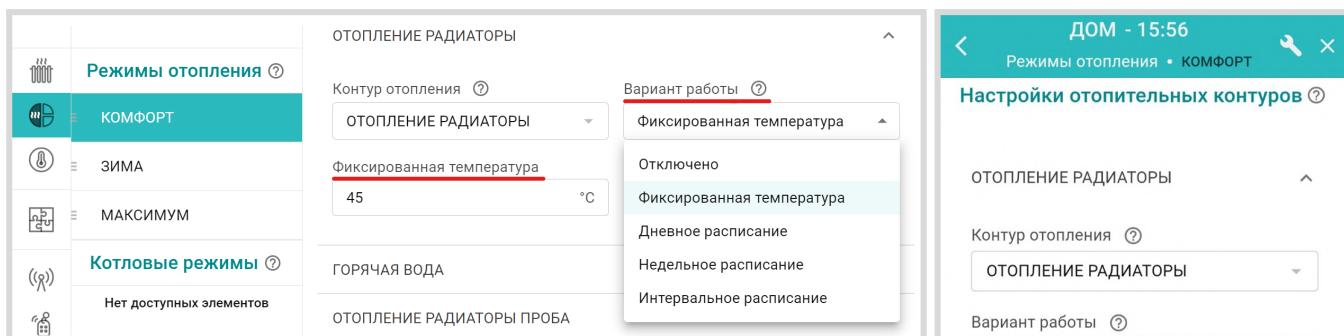 ОТОПЛЕНИЕ РАДИАТОРЫ
Режимы отопления
КОМФОРТ
ЗИМА
МАКСИМУМ
Котловые режимы
Нет доступных элементов
Контур отопления
ОТОПЛЕНИЕ РАДИАТОРЫ
Вариант работы
Фиксированная температура
Фиксированная температура
45 °C
Отключено
Фиксированная температура
Дневное расписание
Недельное расписание
Интервальное расписание
ГОРЯЧАЯ ВОДА
ОТОПЛЕНИЕ РАДИАТОРЫ ПРОБА
ДОМ - 15:56
Режимы отопления • КОМФОРТ
Настройки отопительных контуров
ОТОПЛЕНИЕ РАДИАТОРЫ
Контур отопления
ОТОПЛЕНИЕ РАДИАТОРЫ
Вариант работы